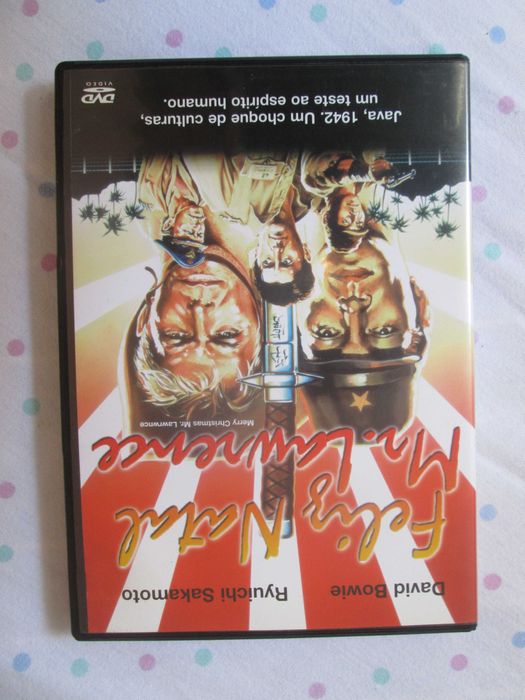 David Bowie Ryuichi Sakamoto
Feliz Natal
Mr. Lawrence
Merry Christmas Mr. Lawrwnce
Java, 1942. Um choque de culturas,
um teste ao espírito humano.
DVD
VIDEO